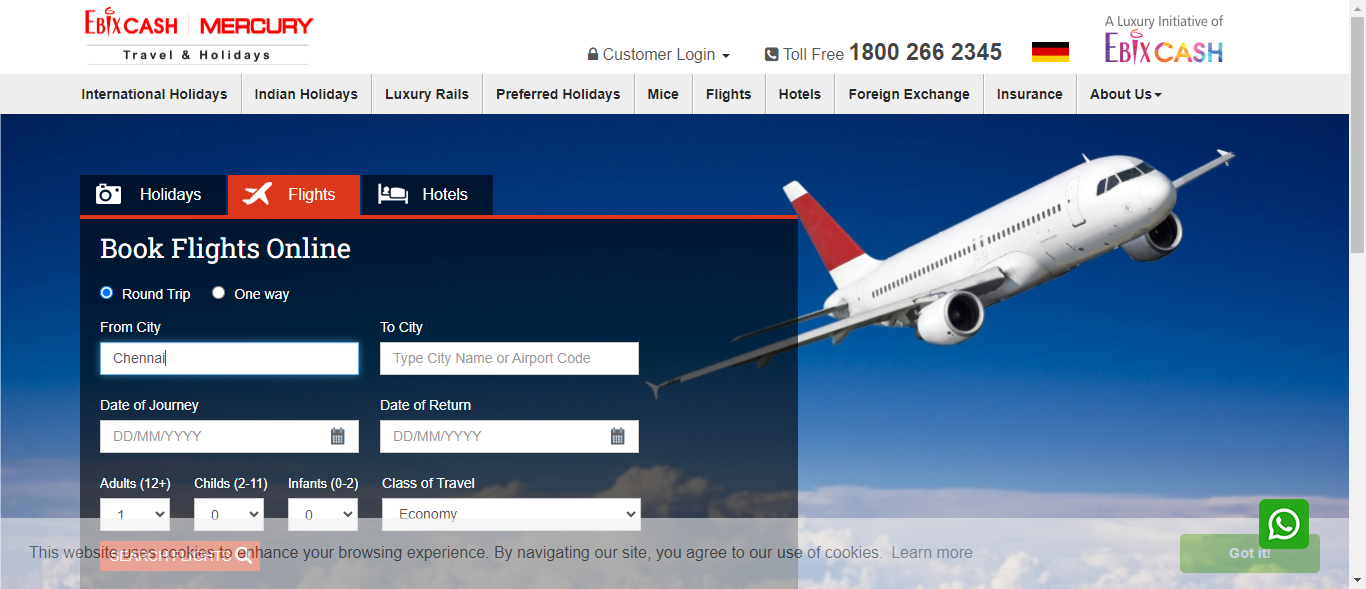 EbixCASH MERCURY
Travel & Holidays
Customer Login
Toll Free 1800 266 2345
A Luxury Initiative of
EbixCASH
International Holidays Indian Holidays Luxury Rails Preferred Holidays Mice Flights Hotels Foreign Exchange Insurance About Us
Holidays Flights Hotels
Book Flights Online
Round Trip One way
From City To City
Chennai Type City Name or Airport Code
Date of Journey Date of Return
DD/MM/YYYY DD/MM/YYYY
Adults (12+) Childs (2-11) Infants (0-2) Class of Travel
1 0 0 Economy
SEARCH FLIGHTS
This website uses cookies to enhance your browsing experience. By navigating our site, you agree to our use of cookies. Learn more Got it!